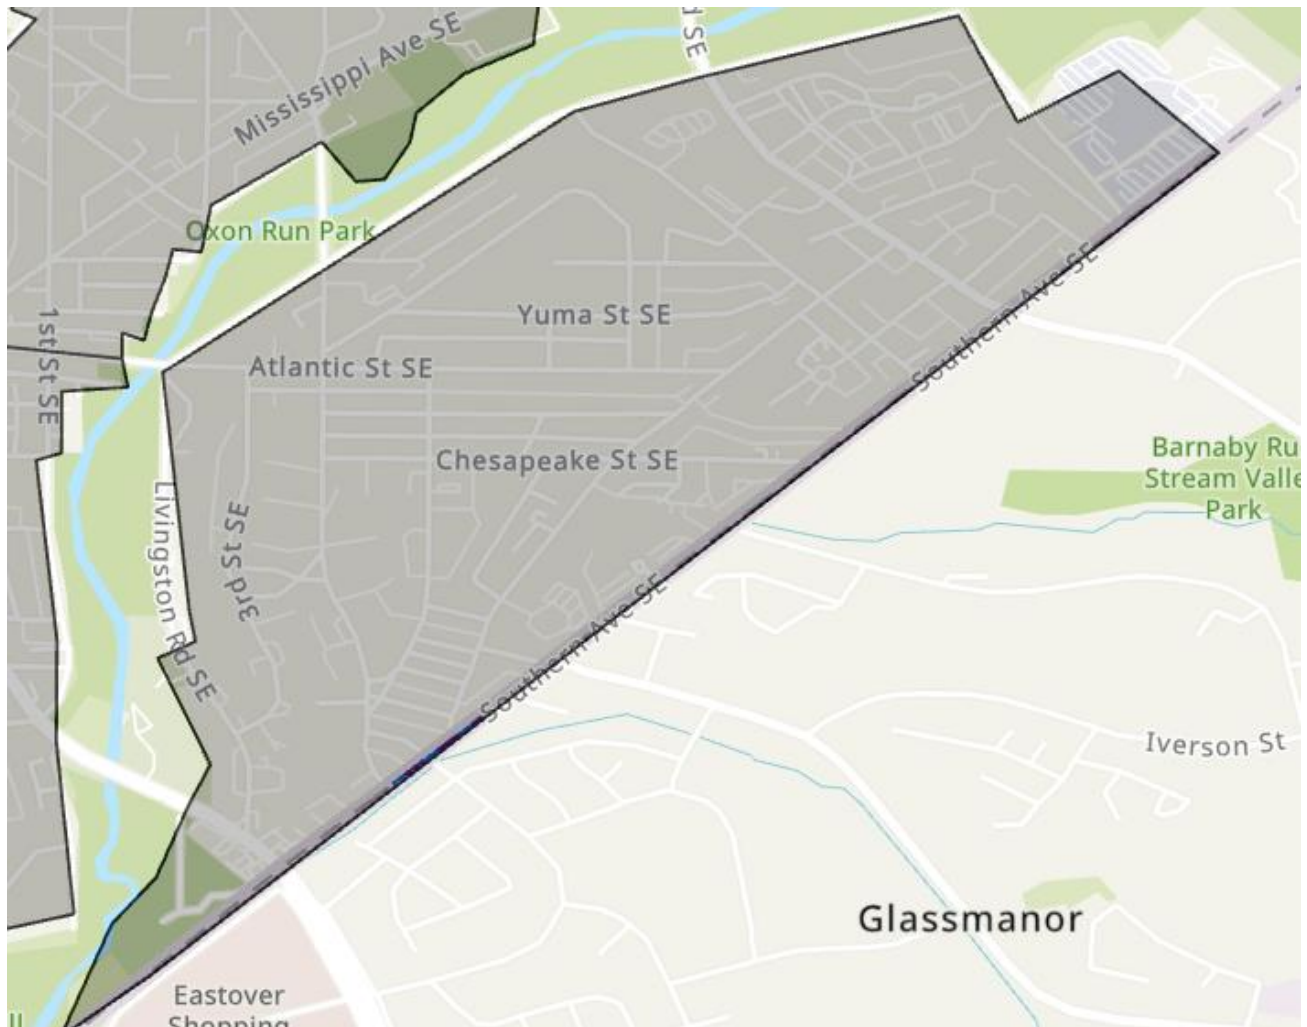 Mississippi Ave SE
SE
Oxon Run Park
1st St SE
Yuma St SE
Atlantic St SE
Southern Ave SE
Chesapeake St SE
Barnaby Ru
Stream Valle
Park
Livingston Rd SE
3rd St SE
Southern Ave SE
Iverson St
Glassmanor
Eastover
Shopping